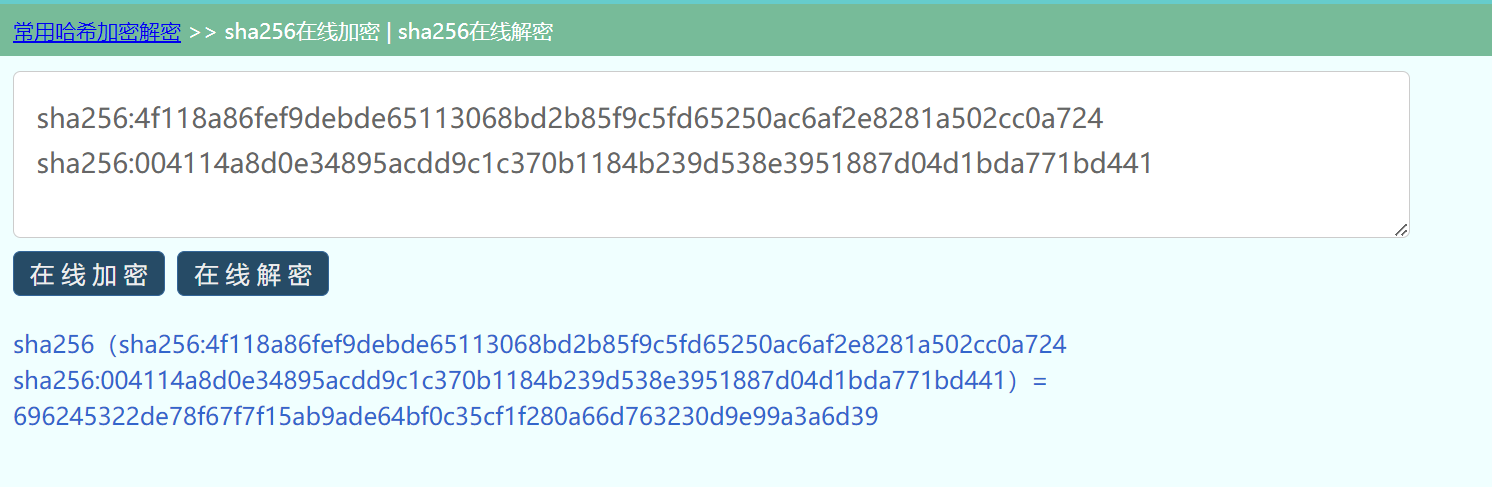 常用哈希加密解密 >> sha256在线加密 | sha256在线解密
sha256:4f118a86fef9debde65113068bd2b85f9c5fd65250ac6af2e8281a502cc0a724
sha256:004114a8d0e34895acdd9c1c370b1184b239d538e3951887d04d1bda771bd441
在线加密 在线解密
sha256（sha256:4f118a86fef9debde65113068bd2b85f9c5fd65250ac6af2e8281a502cc0a724
sha256:004114a8d0e34895acdd9c1c370b1184b239d538e3951887d04d1bda771bd441）=
696245322de78f67f7f15ab9ade64bf0c35cf1f280a66d763230d9e99a3a6d39